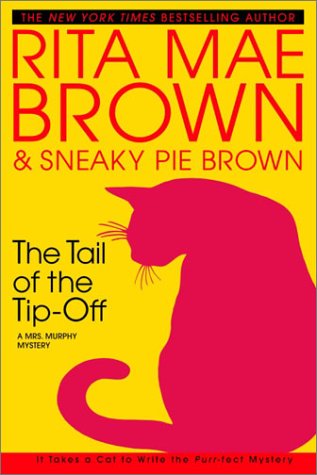 THE NEW YORK TIMES BESTSELLING AUTHOR
RITA MAE
BROWN
& SNEAKY PIE BROWN
The Tail
of the
Tip-Off
A MRS. MURPHY
MYSTERY
It Takes a Cat to Write the Purr-fect Mystery